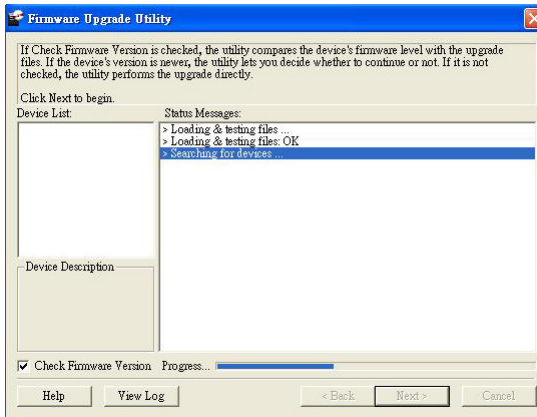 Firmware Upgrade Utility
If Check Firmware Version is checked, the utility compares the device's firmware level with the upgrade
files. If the device's version is newer, the utility lets you decide whether to continue or not. If it is not
checked, the utility performs the upgrade directly.
Click Next to begin.
Device List:
Status Messages:
> Loading & testing files ...
> Loading & testing files: OK
> Searching for devices ...
Device Description
Check Firmware Version Progress...
Help View Log < Back Next > Cancel